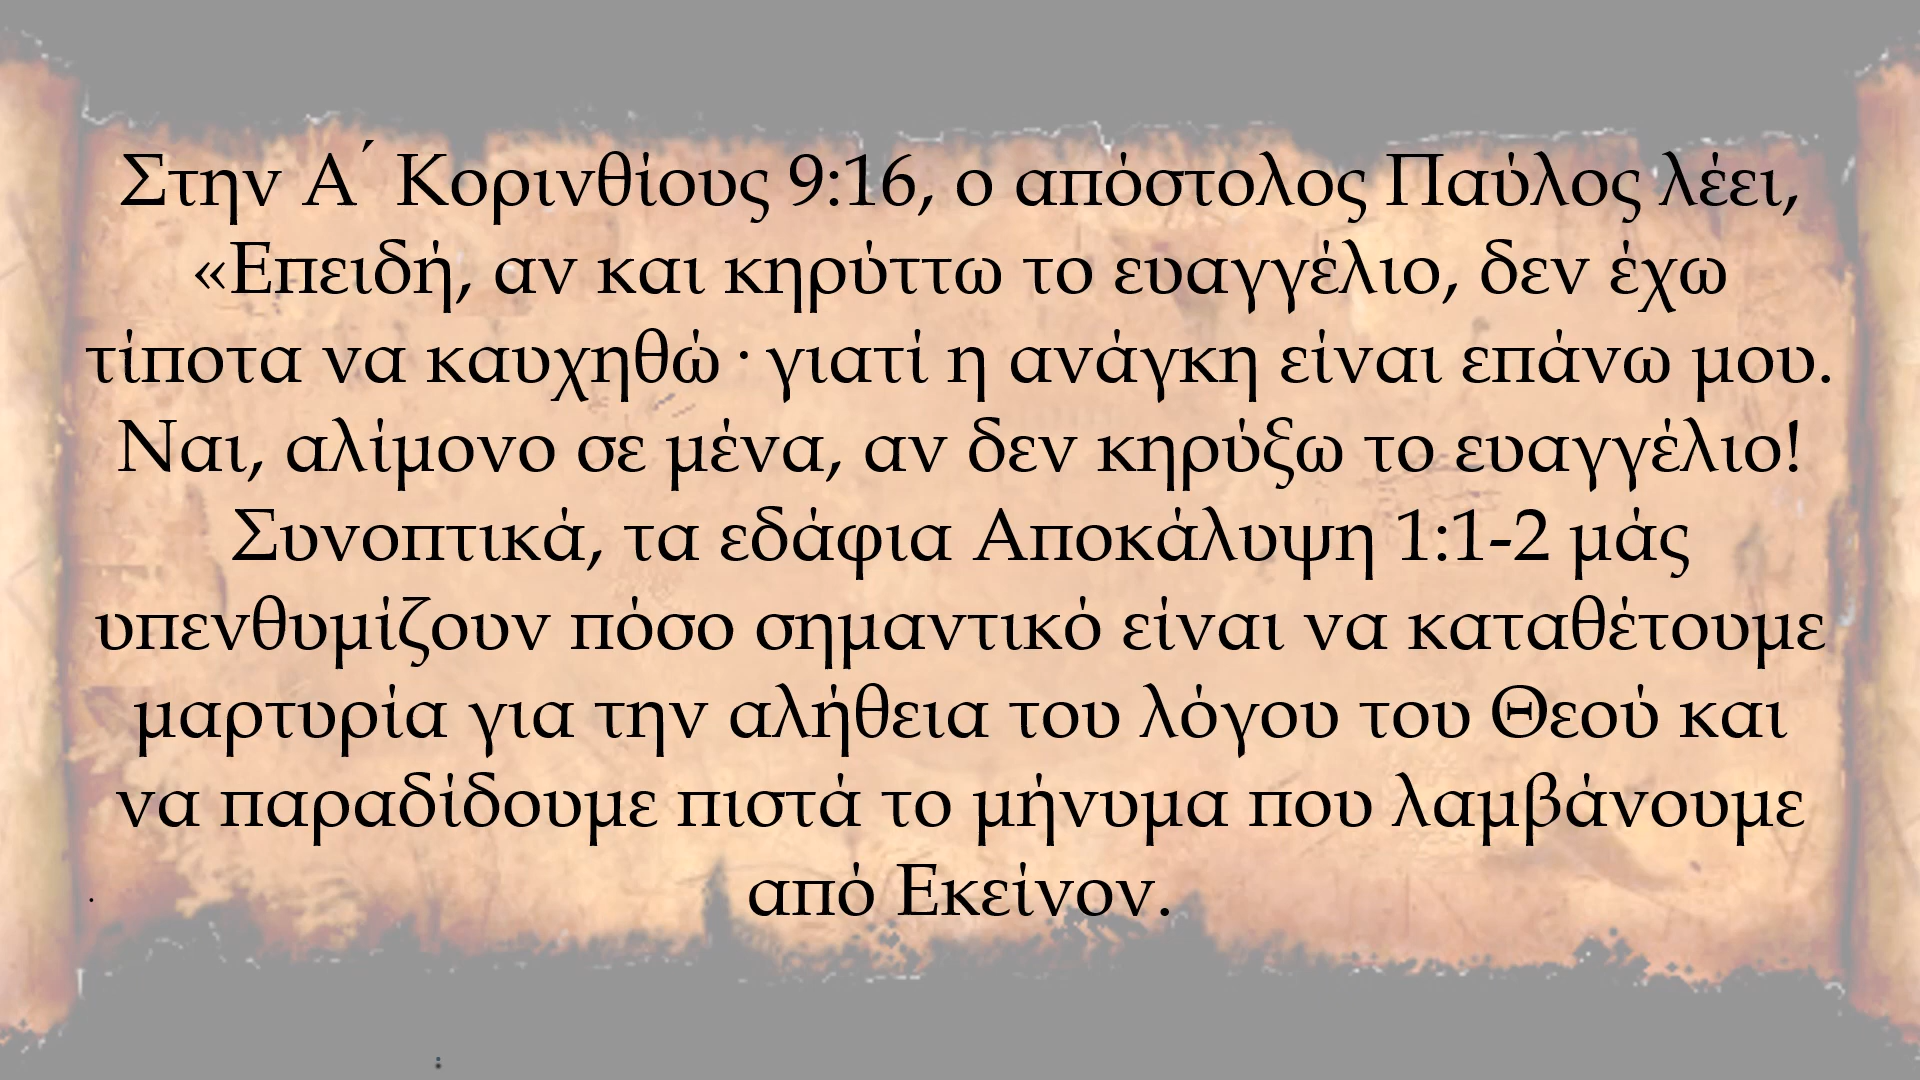 Στην Α΄ Κορινθίους 9:16, ο απόστολος Παύλος λέει,
«Επειδή, αν και κηρύττω το ευαγγέλιο, δεν έχω
τίποτα να καυχηθώ · γιατί η ανάγκη είναι επάνω μου.
Ναι, αλίμονο σε μένα, αν δεν κηρύξω το ευαγγέλιο!
Συνοπτικά, τα εδάφια Αποκάλυψη 1:1-2 μάς
υπενθυμίζουν πόσο σημαντικό είναι να καταθέτουμε
μαρτυρία για την αλήθεια του λόγου του Θεού και
να παραδίδουμε πιστά το μήνυμα που λαμβάνουμε
από Εκείνον.
.
: